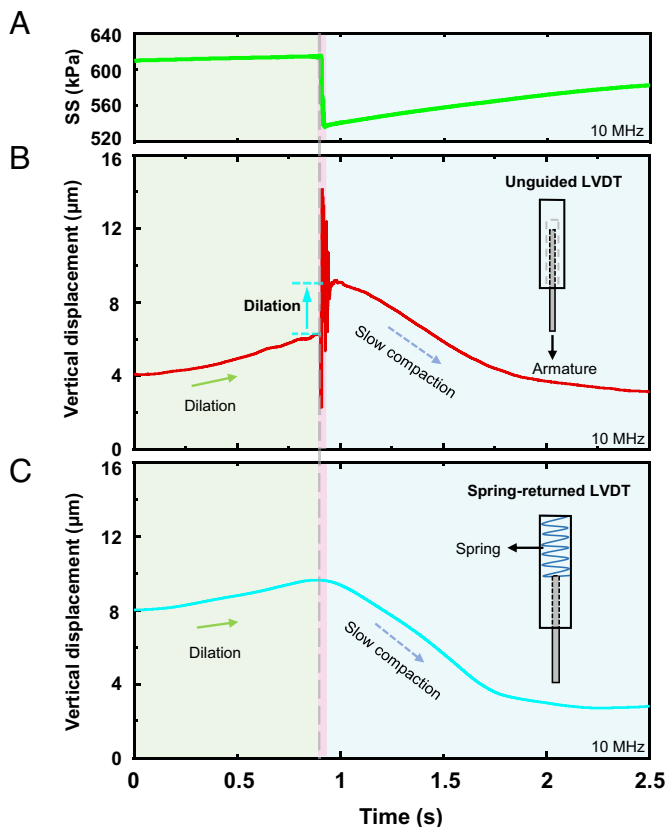 A
SS (kPa)
640
600
560
520
10 MHz
B
Vertical displacement (µm)
16
12
8
4
0
Unguided LVDT
Dilation
Dilation
Slow compaction
Armature
10 MHz
C
Vertical displacement (µm)
16
12
8
4
0
Spring-returned LVDT
Spring
Dilation
Slow compaction
10 MHz
0 0.5 1 1.5 2 2.5
Time (s)